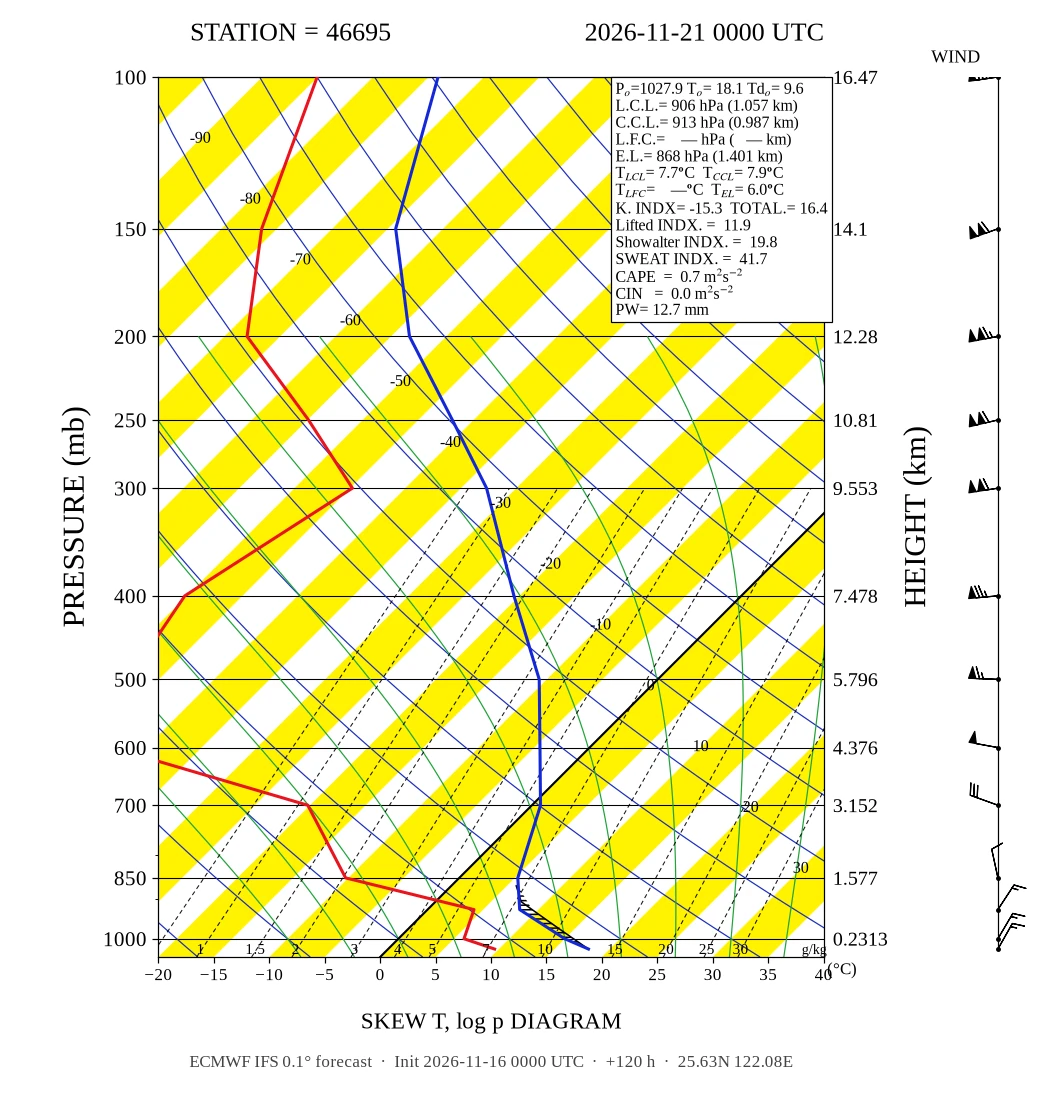 STATION = 46695
2026-11-21 0000 UTC
WIND
100
150
200
250
300
400
500
600
700
850
1000
PRESSURE (mb)
-90
-80
-70
-60
-50
-40
-30
-20
-10
0
10
20
30
Pₒ=1027.9 Tₒ= 18.1 Tdₒ= 9.6
L.C.L.= 906 hPa (1.057 km)
C.C.L.= 913 hPa (0.987 km)
L.F.C.= — hPa ( — km)
E.L.= 868 hPa (1.401 km)
T_LCL= 7.7°C T_CCL= 7.9°C
T_LFC= —°C T_EL= 6.0°C
K. INDX= -15.3 TOTAL.= 16.4
Lifted INDX. = 11.9
Showalter INDX. = 19.8
SWEAT INDX. = 41.7
CAPE = 0.7 m²s⁻²
CIN = 0.0 m²s⁻²
PW= 12.7 mm
16.47
14.1
12.28
10.81
9.553
7.478
5.796
4.376
3.152
1.577
0.2313
HEIGHT (km)
1 1.5 2 3 4 5 7 10 15 20 25 30 g/kg
−20 −15 −10 −5 0 5 10 15 20 25 30 35 40
(°C)
SKEW T, log p DIAGRAM
ECMWF IFS 0.1° forecast · Init 2026-11-16 0000 UTC · +120 h · 25.63N 122.08E